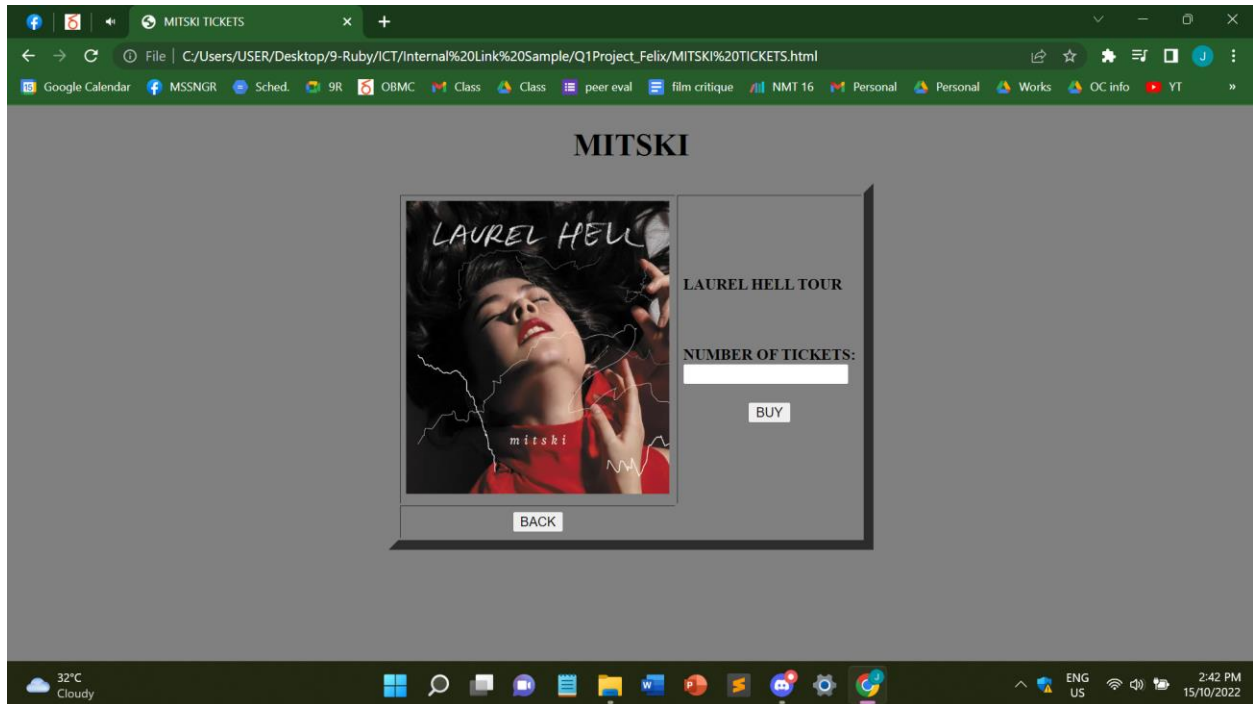 MITSKI TICKETS
File | C:/Users/USER/Desktop/9-Ruby/ICT/Internal%20Link%20Sample/Q1Project_Felix/MITSKI%20TICKETS.html
Google Calendar MSSNGR Sched. 9R OBMC Class Class peer eval film critique NMT 16 Personal Personal Works OC info YT »
MITSKI
LAUREL HELL
mitski
LAUREL HELL TOUR
NUMBER OF TICKETS:
BUY
BACK
32°C
Cloudy
ENG
US
2:42 PM
15/10/2022